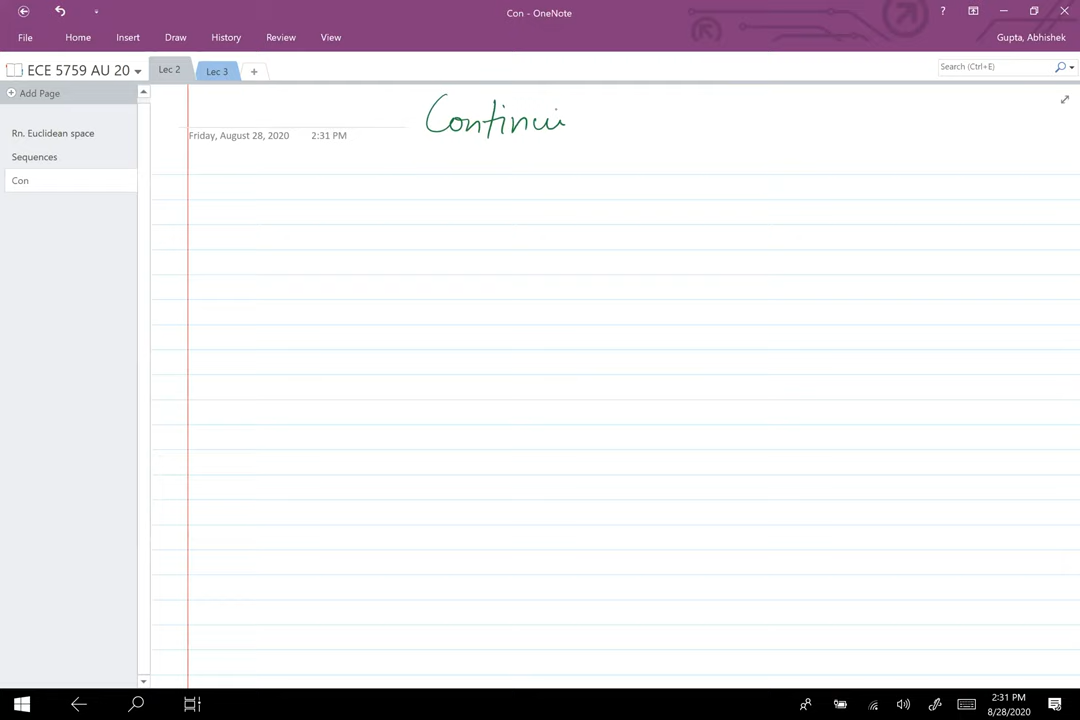 Con - OneNote
?
File
Home
Insert
Draw
History
Review
View
Gupta, Abhishek
ECE 5759 AU 20
Lec 2
Lec 3
+
Search (Ctrl+E)
Add Page
Continui
Friday, August 28, 2020
2:31 PM
Rn. Euclidean space
Sequences
Con
2:31 PM
8/28/2020